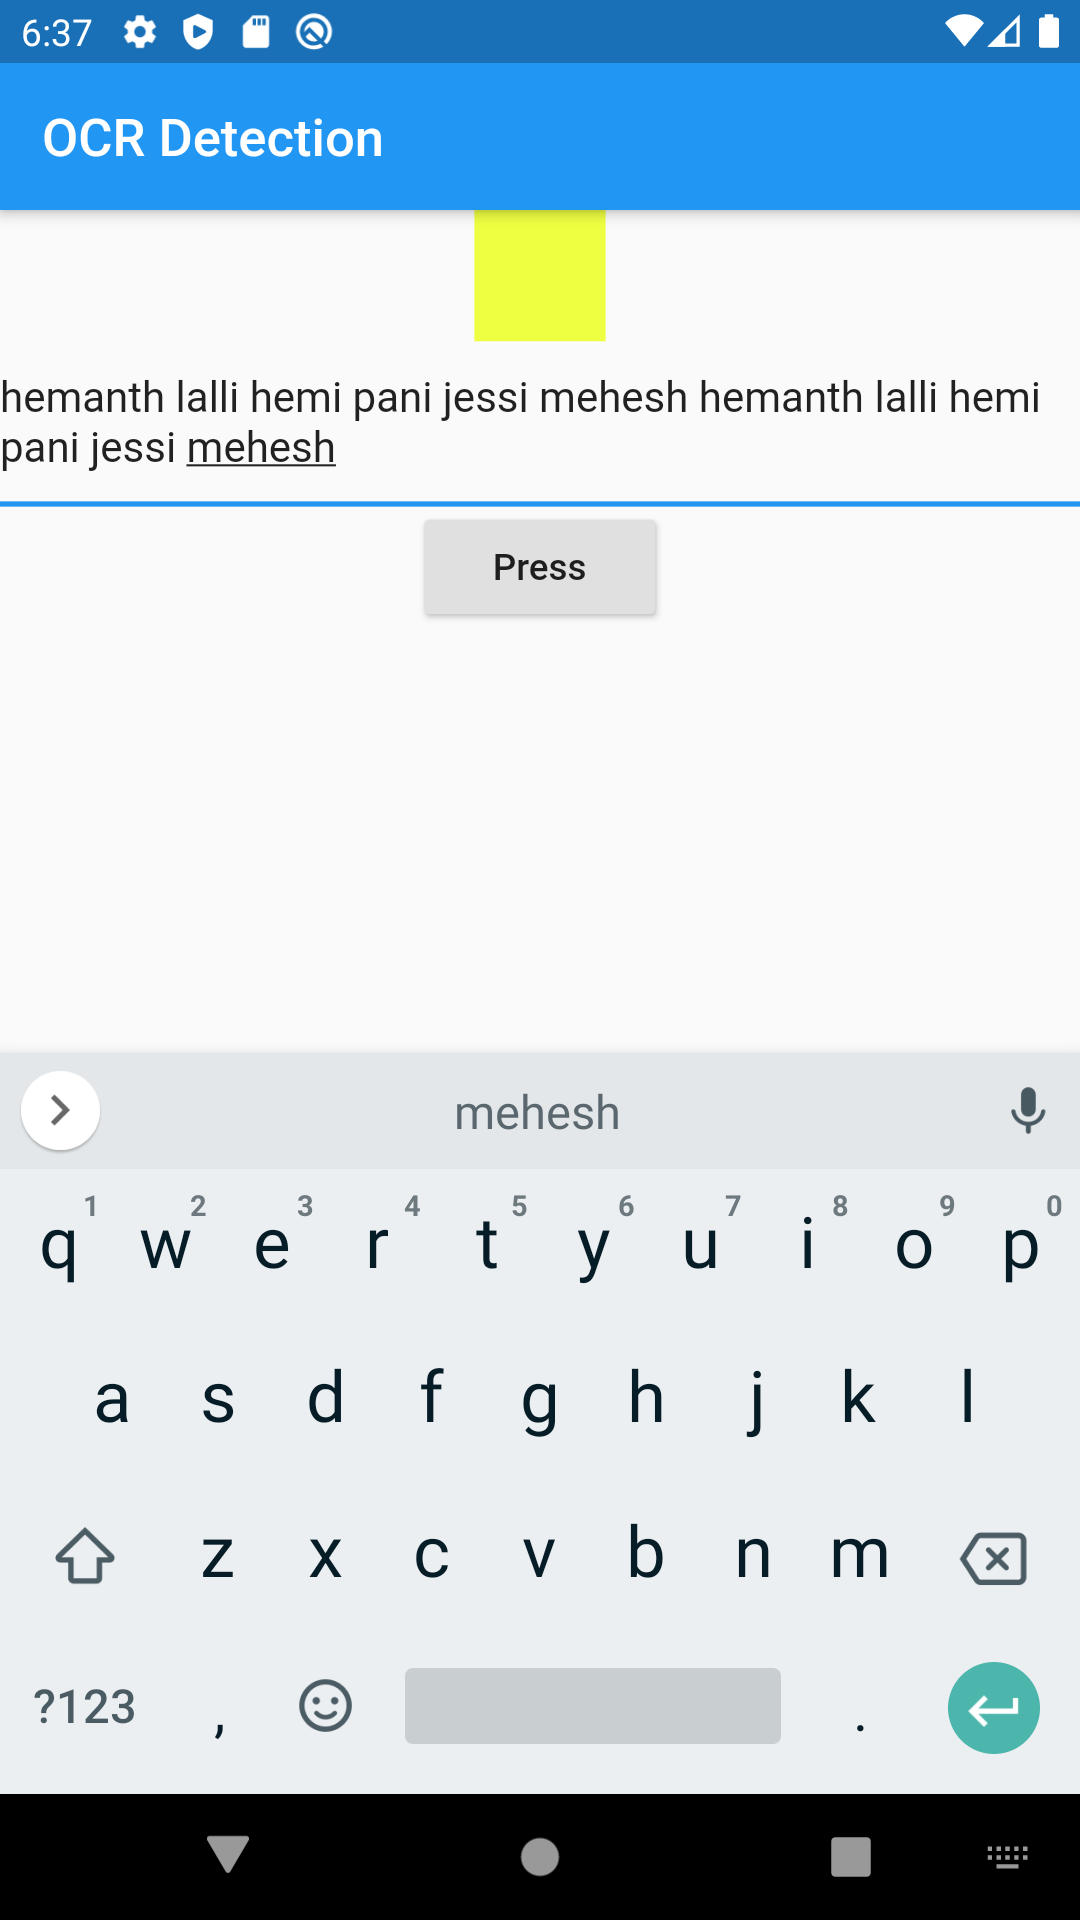 6:37
OCR Detection
hemanth lalli hemi pani jessi mehesh hemanth lalli hemi
pani jessi mehesh
Press
mehesh
1 2 3 4 5 6 7 8 9 0
q w e r t y u i o p
a s d f g h j k l
z x c v b n m
?123 , .